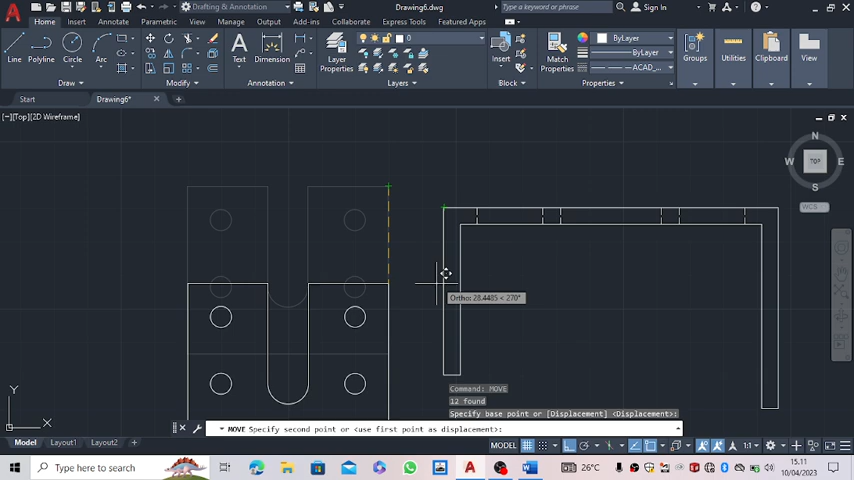 Drafting & Annotation
Drawing6.dwg
Type a keyword or phrase
Sign In
Home Insert Annotate Parametric View Manage Output Add-ins Collaborate Express Tools Featured Apps
Line Polyline Circle Arc
Text Dimension
Layer Properties
0
Insert
Match Properties
ByLayer
ByLayer
ACAD_...
Groups Utilities Clipboard View
Draw Modify Annotation Layers Block Properties
Start Drawing6*
[-][Top][2D Wireframe]
N
W TOP E
S
WCS
Ortho: 28.4485 < 270°
Command: MOVE
12 found
Specify base point or [Displacement] <Displacement>:
Y
X
MOVE Specify second point or <use first point as displacement>:
Model Layout1 Layout2
MODEL
1:1
Type here to search
26°C
15.11
10/04/2023